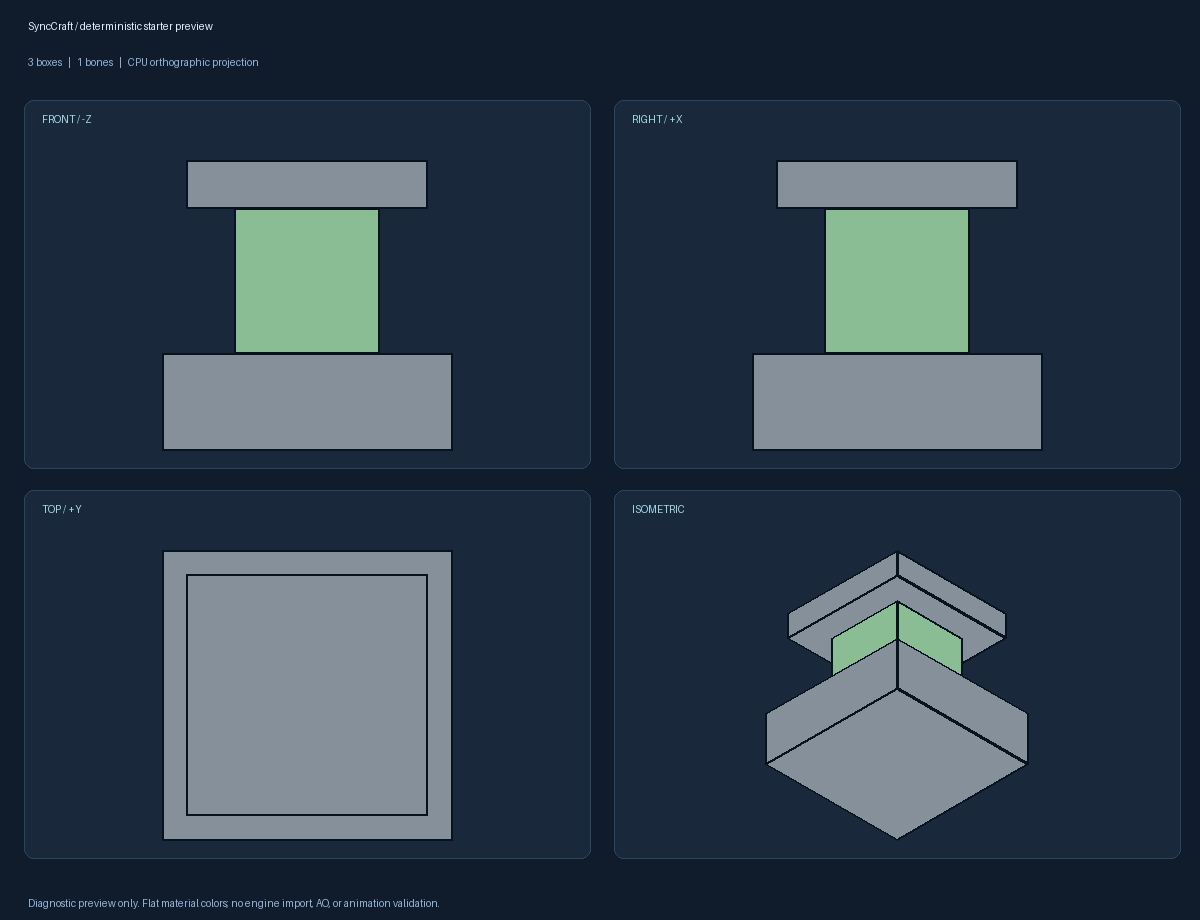 SyncCraft / deterministic starter preview
3 boxes | 1 bones | CPU orthographic projection
FRONT / -Z
RIGHT / +X
TOP / +Y
ISOMETRIC
Diagnostic preview only. Flat material colors; no engine import, AO, or animation validation.